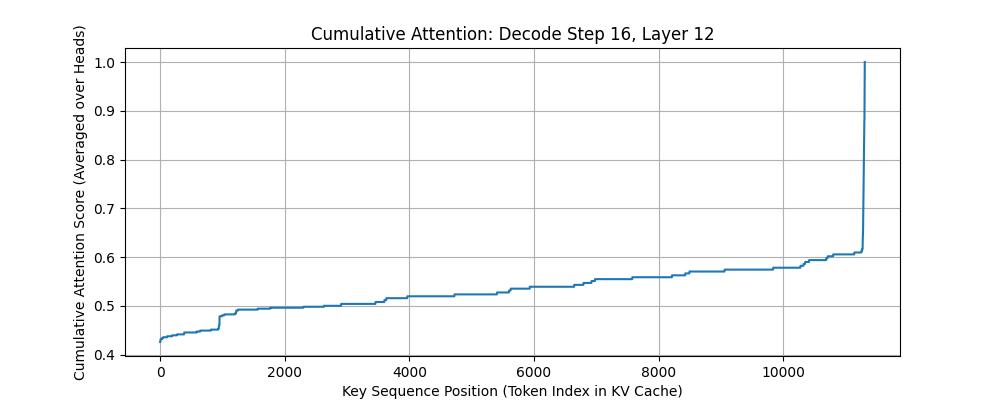 Cumulative Attention: Decode Step 16, Layer 12
Cumulative Attention Score (Averaged over Heads)
1.0
0.9
0.8
0.7
0.6
0.5
0.4
0 2000 4000 6000 8000 10000
Key Sequence Position (Token Index in KV Cache)